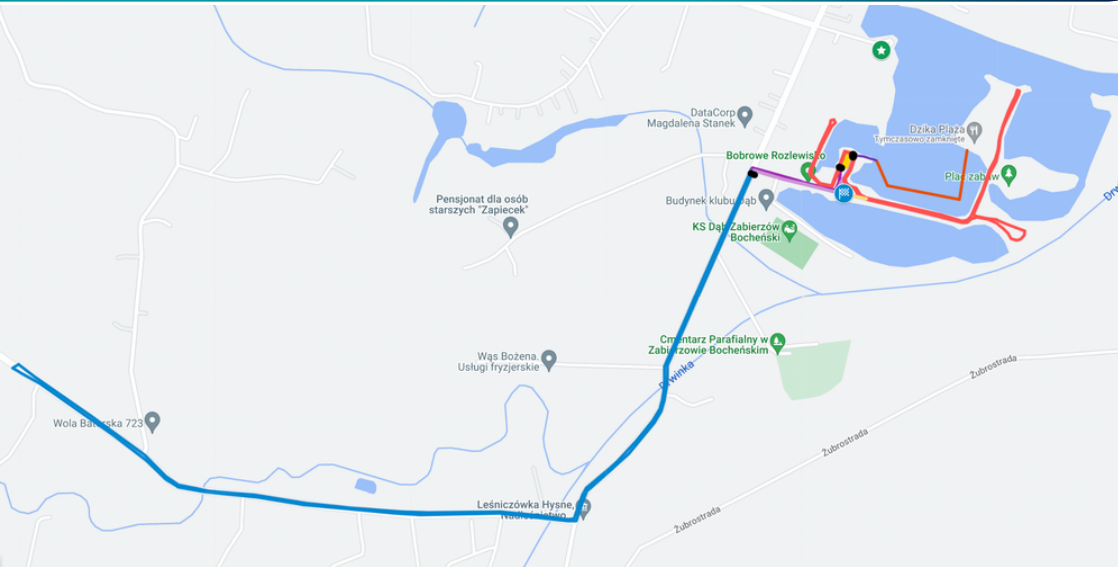 DataCorp
Magdalena Stanek
Dzika Plaża
Tymczasowo zamknięte
Bobrowe Rozlewisko
Plac zabaw
Drw
Budynek klubu Dąb
Pensjonat dla osób
starszych "Zapiecek"
KS Dąb Zabierzów
Bocheński
Cmentarz Parafialny w
Zabierzowie Bocheńskim
Wąs Bożena.
Usługi fryzjerskie
Drwinka
Żubrostrada
Wola Batorska 723
Żubrostrada
Leśniczówka Hysne,
Nadleśnictwo...
Żubrostrada